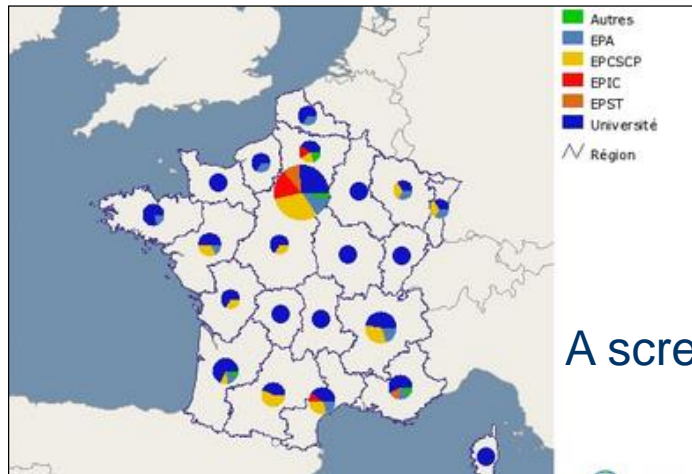 Autres
EPA
EPCSCP
EPIC
EPST
Université
Région
A scre